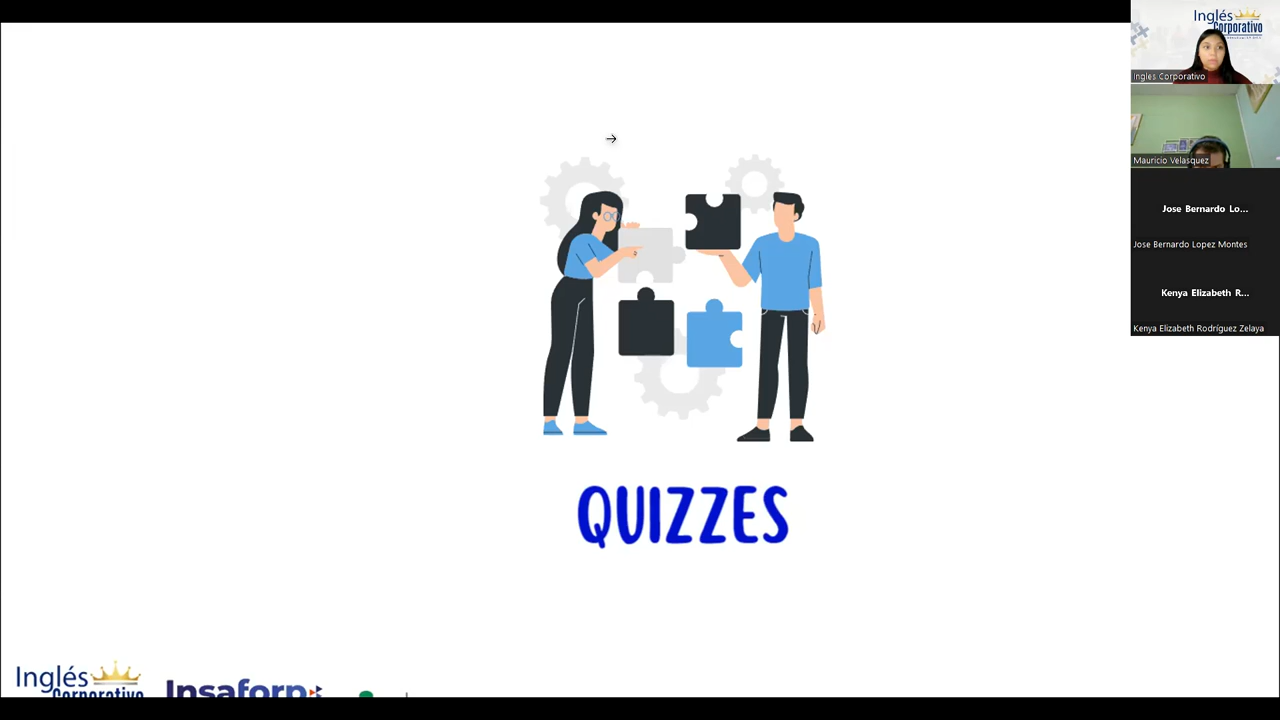 Inglés
Corporativo
Ingles Corporativo
Mauricio Velasquez
Jose Bernardo Lo...
Jose Bernardo Lopez Montes
Kenya Elizabeth R...
Kenya Elizabeth Rodríguez Zelaya
QUIZZES
Inglés
Corporativo
Insaforp